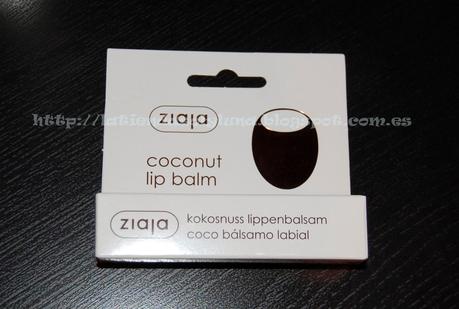 ziaja
coconut
lip balm
ziaja
kokosnuss lippenbalsam
coco bálsamo labial